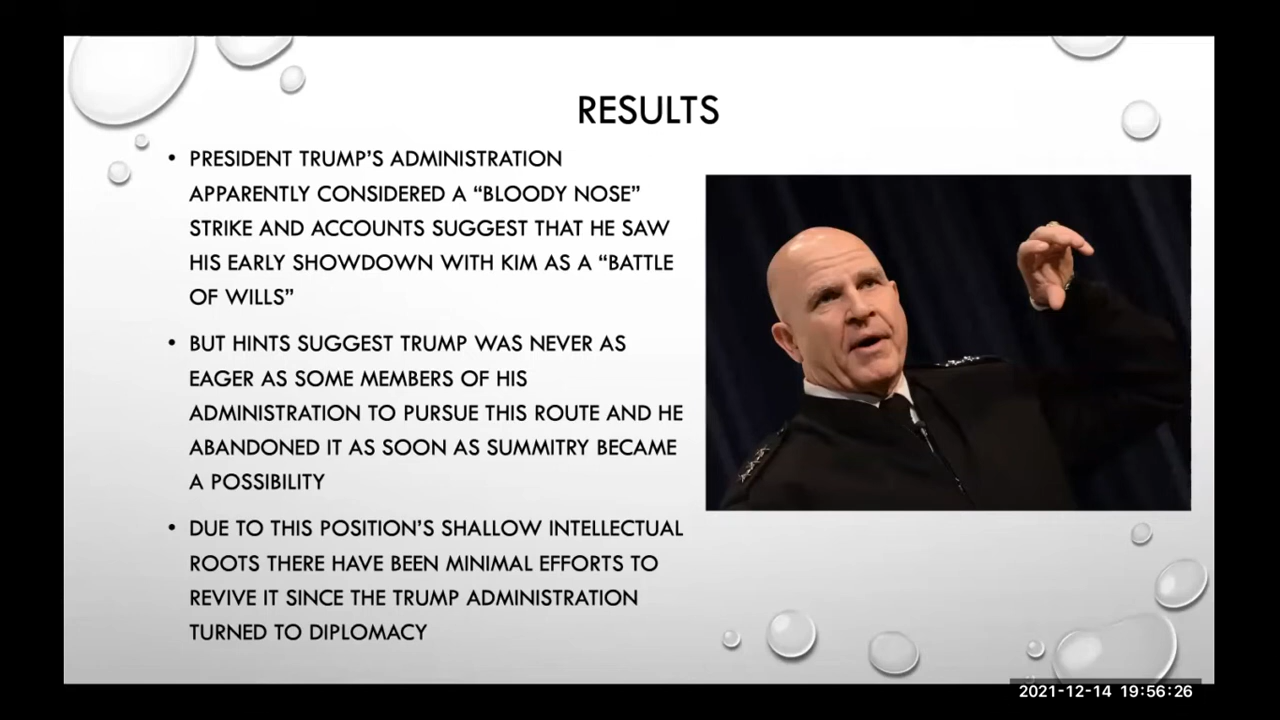 RESULTS
• PRESIDENT TRUMP’S ADMINISTRATION
APPARENTLY CONSIDERED A “BLOODY NOSE”
STRIKE AND ACCOUNTS SUGGEST THAT HE SAW
HIS EARLY SHOWDOWN WITH KIM AS A “BATTLE
OF WILLS”
• BUT HINTS SUGGEST TRUMP WAS NEVER AS
EAGER AS SOME MEMBERS OF HIS
ADMINISTRATION TO PURSUE THIS ROUTE AND HE
ABANDONED IT AS SOON AS SUMMITRY BECAME
A POSSIBILITY
• DUE TO THIS POSITION’S SHALLOW INTELLECTUAL
ROOTS THERE HAVE BEEN MINIMAL EFFORTS TO
REVIVE IT SINCE THE TRUMP ADMINISTRATION
TURNED TO DIPLOMACY
2021-12-14 19:56:26